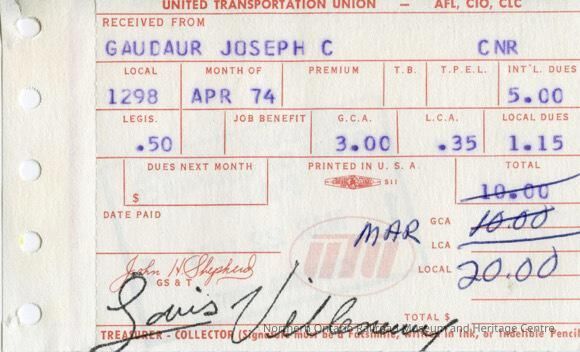 UNITED TRANSPORTATION UNION — AFL, CIO, CLC
RECEIVED FROM
GAUDAUR JOSEPH C CNR
LOCAL MONTH OF PREMIUM T.B. T.P.E.L. INT'L. DUES
1298 APR 74 5.00
LEGIS. JOB BENEFIT G.C.A. L.C.A. LOCAL DUES
.50 3.00 .35 1.15
DUES NEXT MONTH PRINTED IN U. S. A. TOTAL
$ 511 10.00
DATE PAID MAR GCA 10.00
LCA
John H. Shepherd LOCAL 20.00
GS & T
Louis
TOTAL $
Northern Ontario Railroad Museum and Heritage Centre
TREASURER - COLLECTOR (Signature must be a Facsimile, Written in Ink, or Indelible Pencil